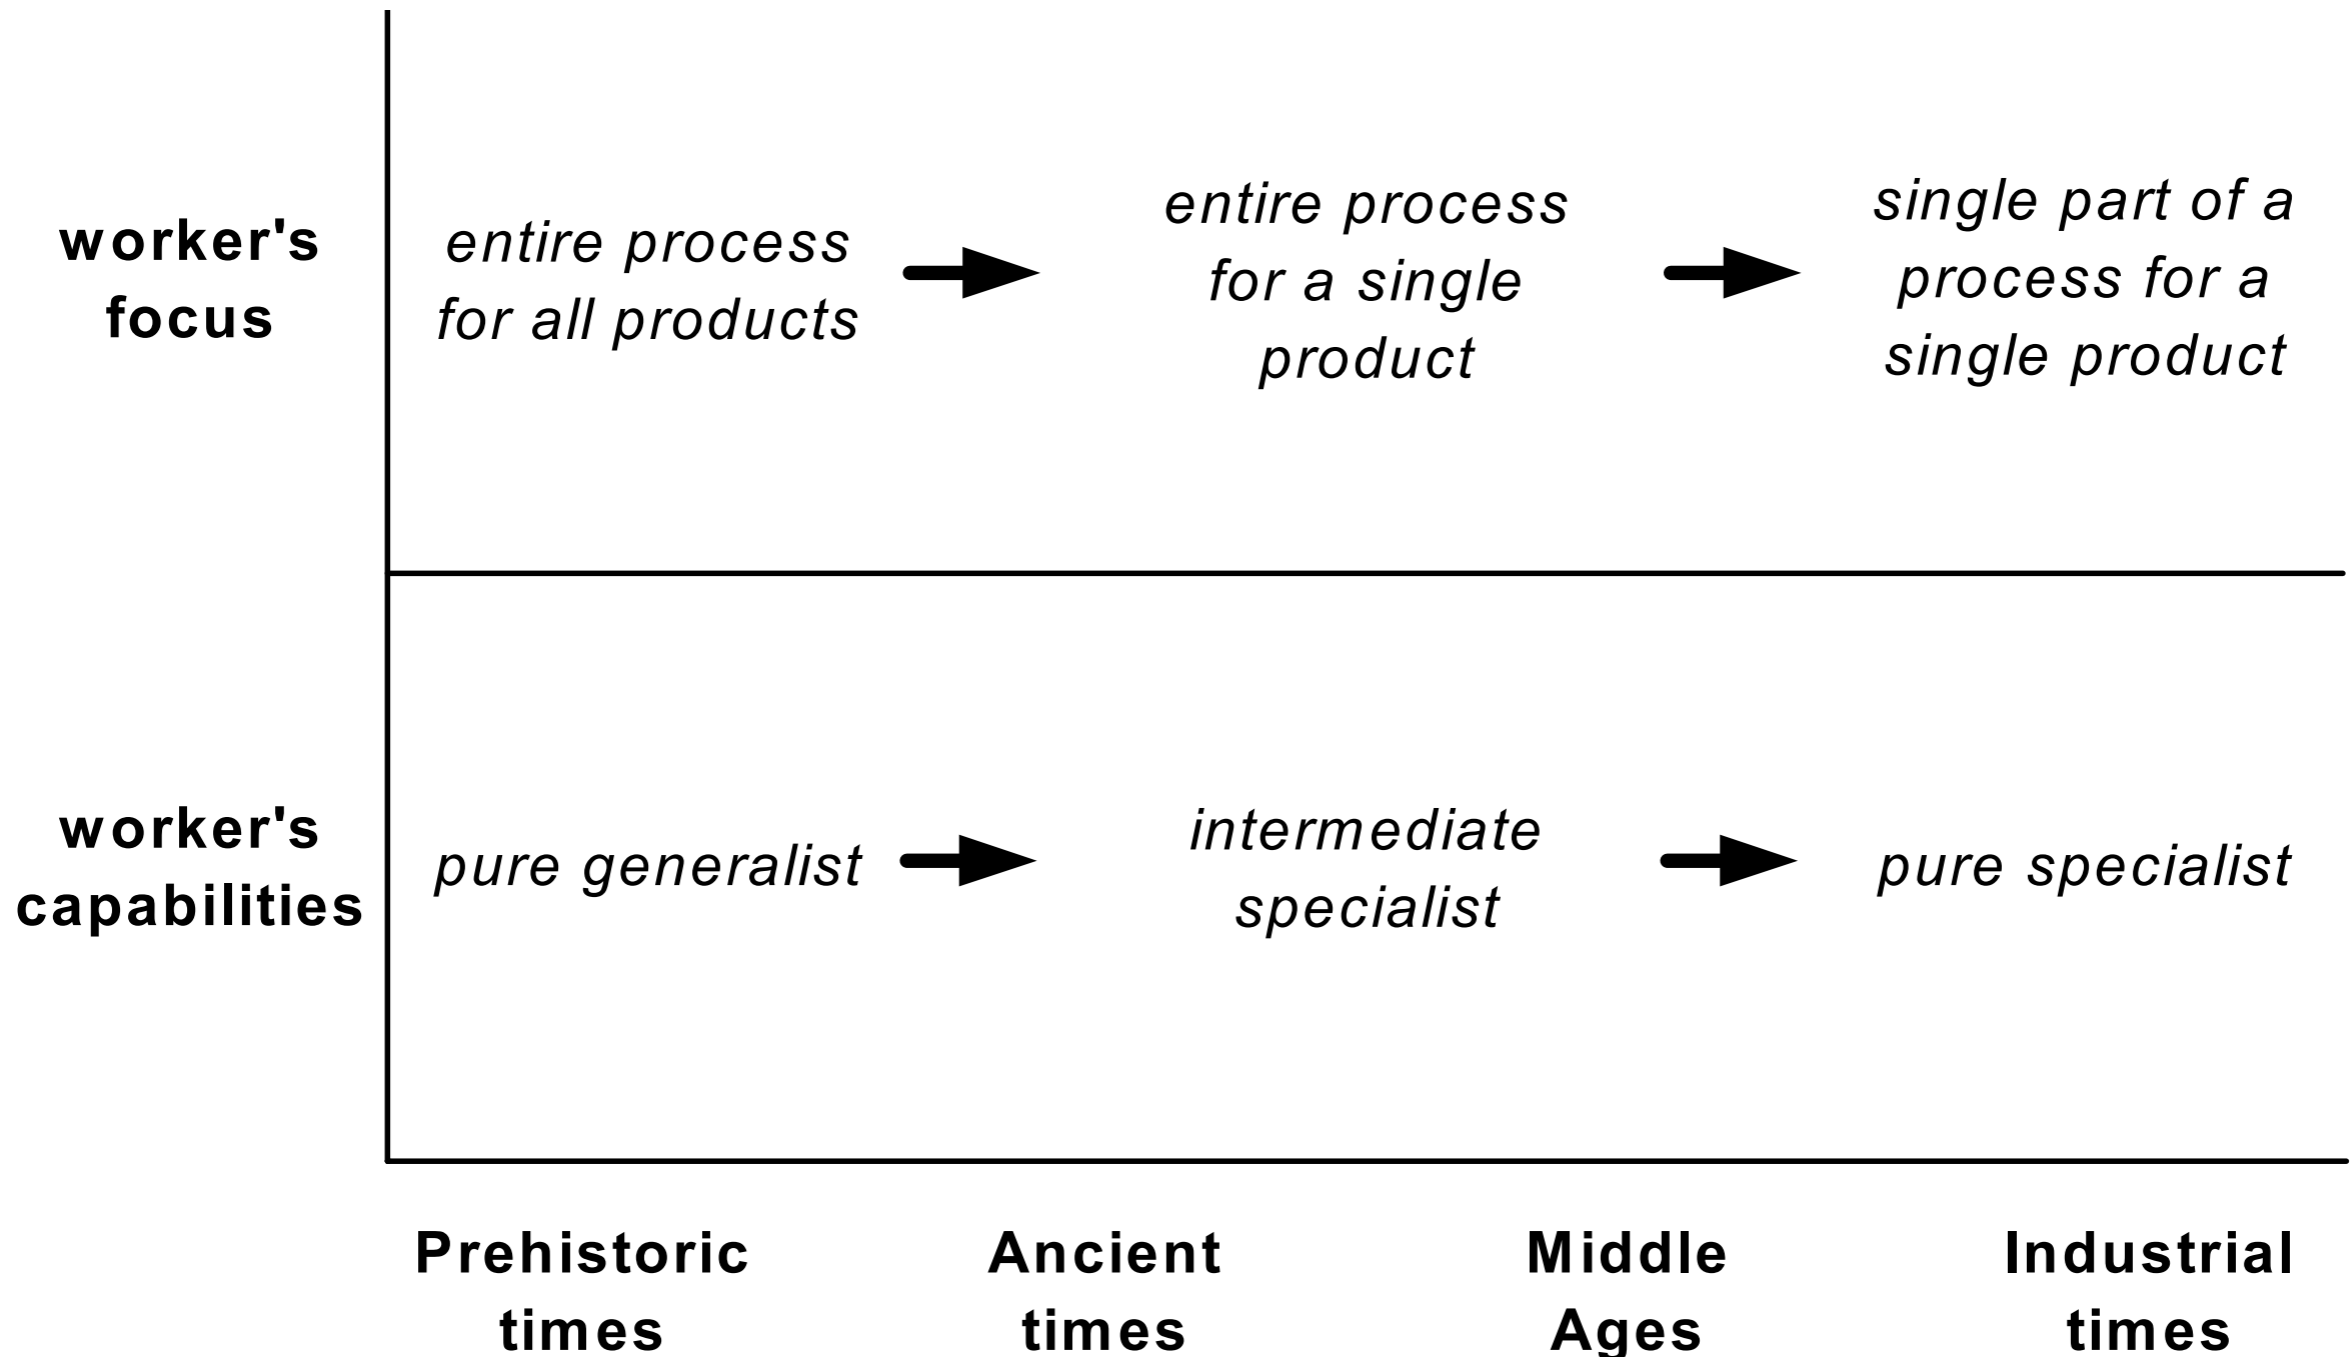 worker's
focus
entire process
for all products
entire process
for a single
product
single part of a
process for a
single product
worker's
capabilities
pure generalist
intermediate
specialist
pure specialist
Prehistoric
times
Ancient
times
Middle
Ages
Industrial
times